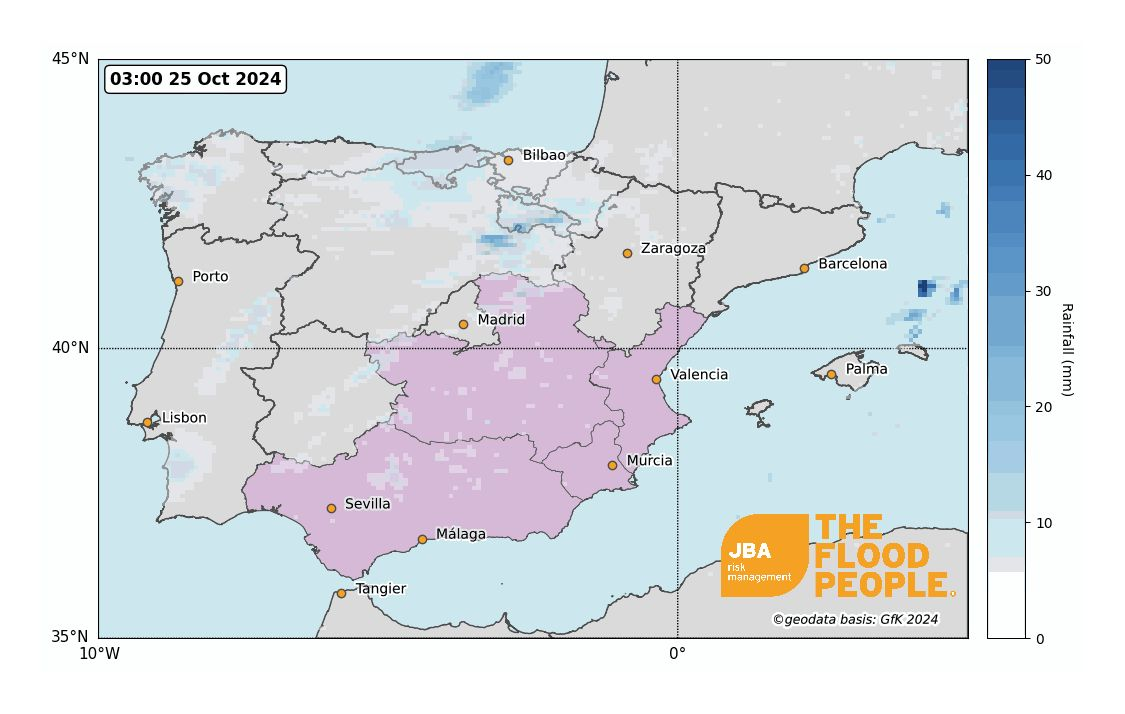 45°N
03:00 25 Oct 2024
50
Bilbao
40
Zaragoza
Barcelona
Porto
30
Rainfall (mm)
Madrid
40°N
Palma
Valencia
20
Lisbon
Murcia
Sevilla
10
Málaga
JBA
risk
management
THE
FLOOD
PEOPLE.
Tangier
©geodata basis: GfK 2024
35°N
0
10°W
0°